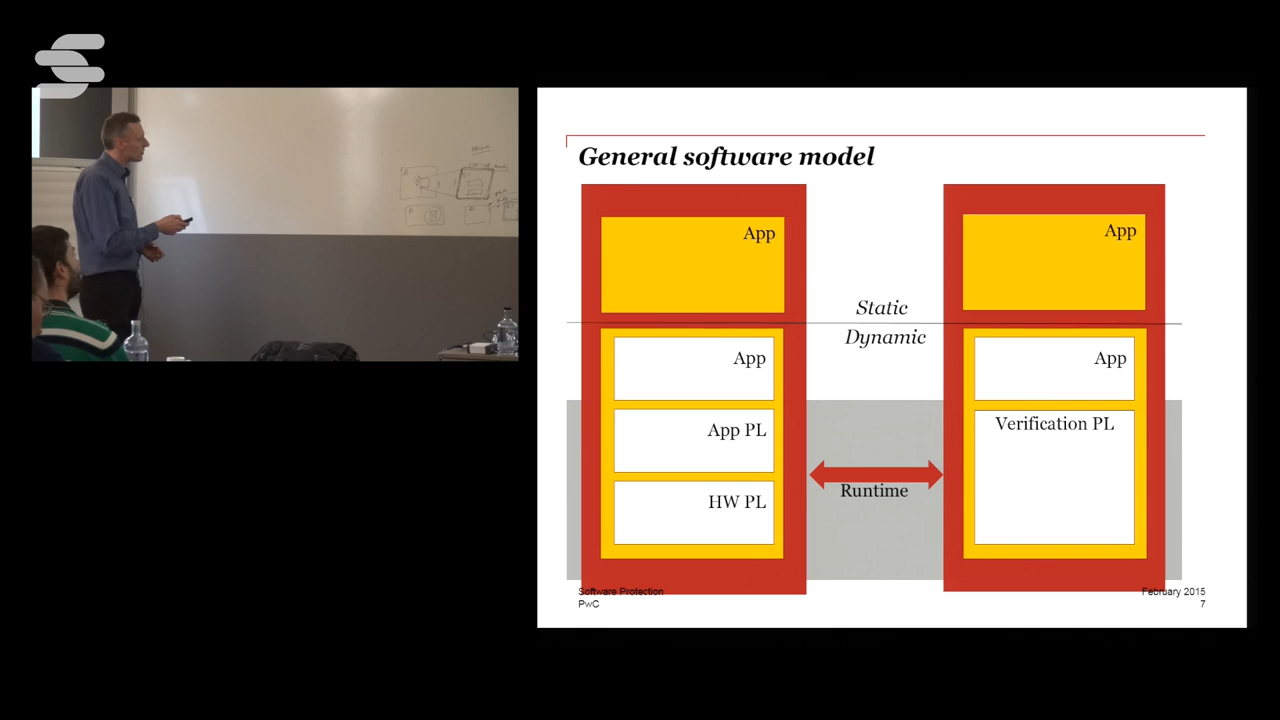 General software model
App
App
Static
Dynamic
App
App
App PL
Verification PL
Runtime
HW PL
Software Protection
February 2015
PwC
7